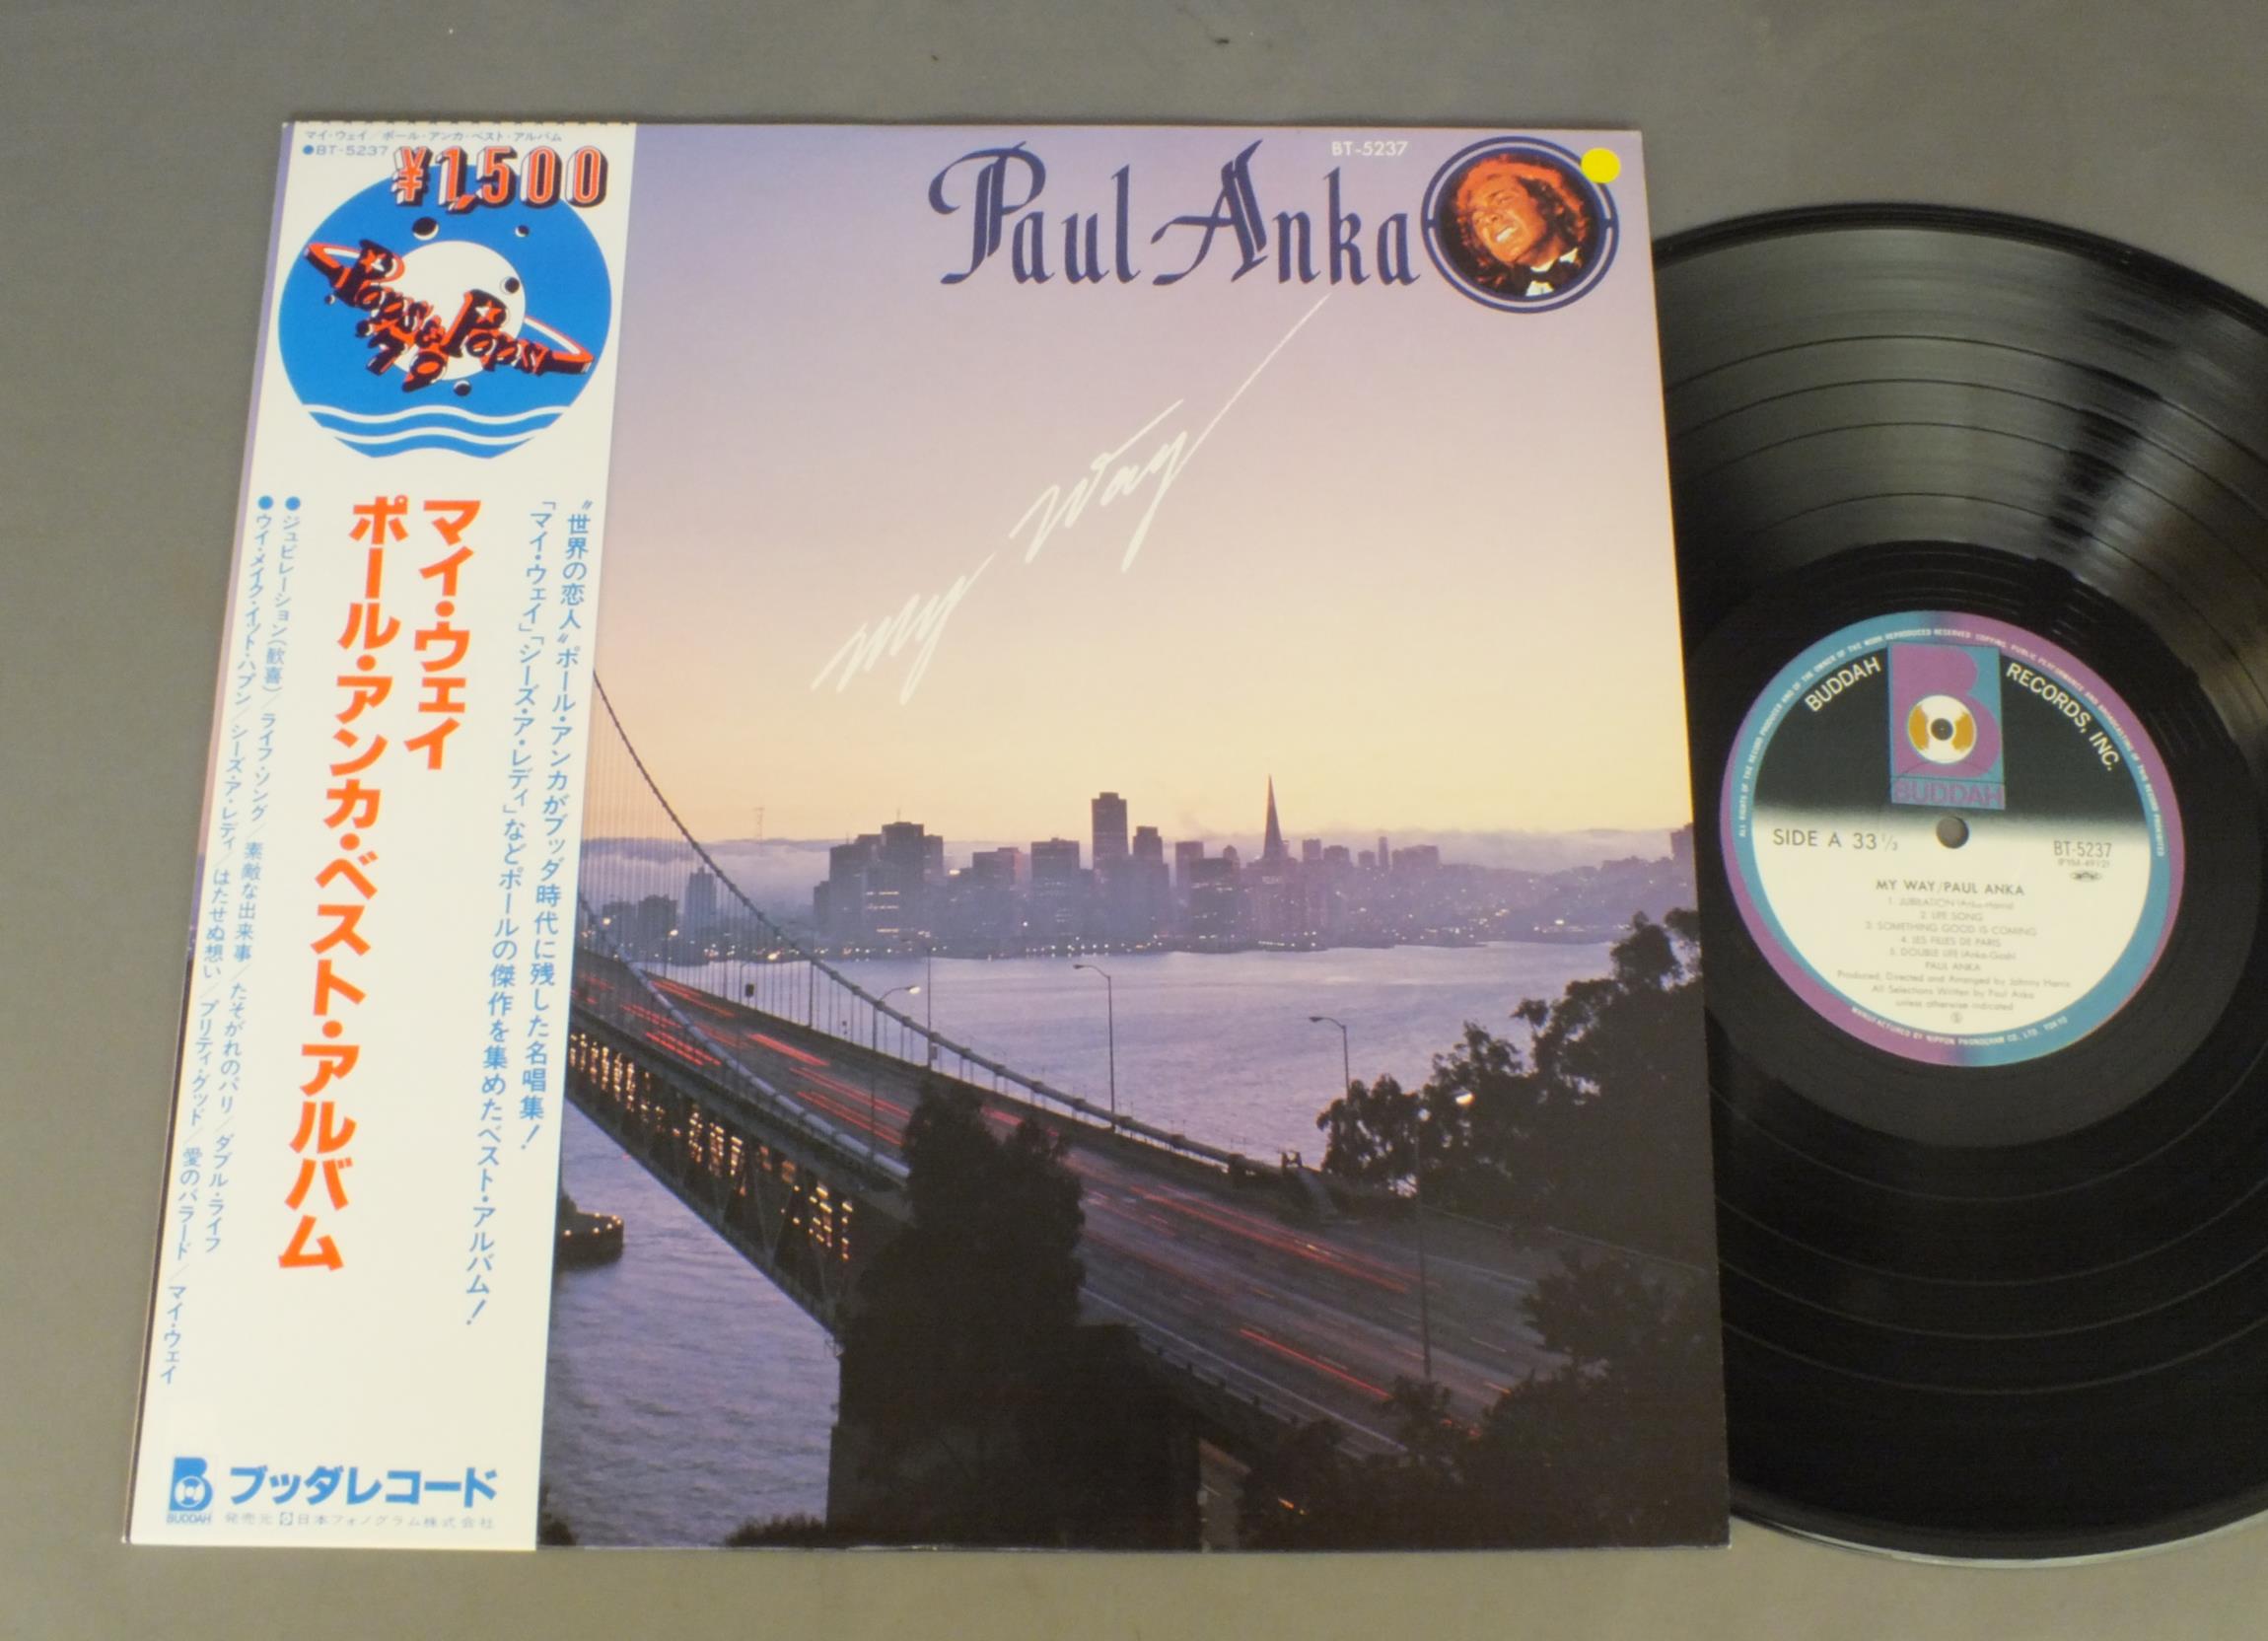 マイ・ウェイ/ポール・アンカ・ベスト・アルバム
●BT-5237
¥1,500
Pops & Pops!
'79
〝世界の恋人〟ポール・アンカがブッダ時代に残した名唱集!
「マイ・ウェイ」「シーズ・ア・レディ」などポールの傑作を集めたベスト・アルバム!
マイ・ウェイ
ポール・アンカ・ベスト・アルバム
●ジュビレーション(歓喜)/ライフ・ソング/素敵な出来事/たそがれのパリ/ダブル・ライフ
●ウイ・メイク・イット・ハプン/シーズ・ア・レディ/はたせぬ想い/プリティ・グッド/愛のバラード/マイ・ウェイ
BUDDAH
ブッダレコード
発売元 日本フォノグラム株式会社
BT-5237
Paul Anka
my way
BUDDAH RECORDS, INC.
BUDDAH
SIDE A 33⅓
BT-5237
MY WAY/PAUL ANKA
1. JUBILATION (Anka-Harris)
2. LIFE SONG
3. SOMETHING GOOD IS COMING
4. LES FILLES DE PARIS
5. DOUBLE LIFE (Anka-Gosh)
PAUL ANKA
Produced, Directed and Arranged by Johnny Harris
All Selections Written by Paul Anka
unless otherwise indicated
MANUFACTURED BY NIPPON PHONOGRAM CO., LTD. TOKYO